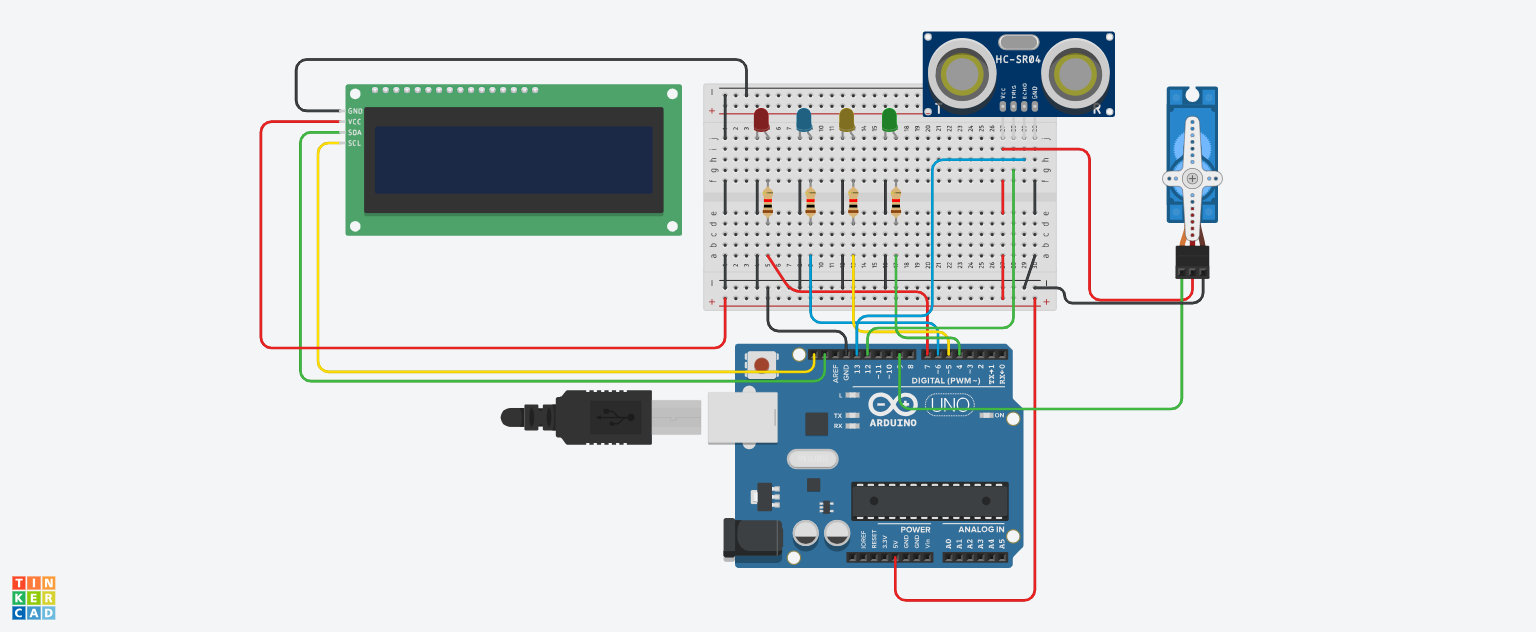 HC-SR04
VCC
TRIG
ECHO
GND
T
R
GND
VCC
SDA
SCL
AREF
GND
13
12
~11
~10
9
8
7
~6
~5
4
~3
2
TX→1
RX←0
DIGITAL (PWM~)
L
TX
RX
ARDUINO
UNO
ON
POWER
ANALOG IN
IOREF
RESET
3.3V
5V
GND
GND
Vin
A0
A1
A2
A3
A4
A5
TIN
KER
CAD